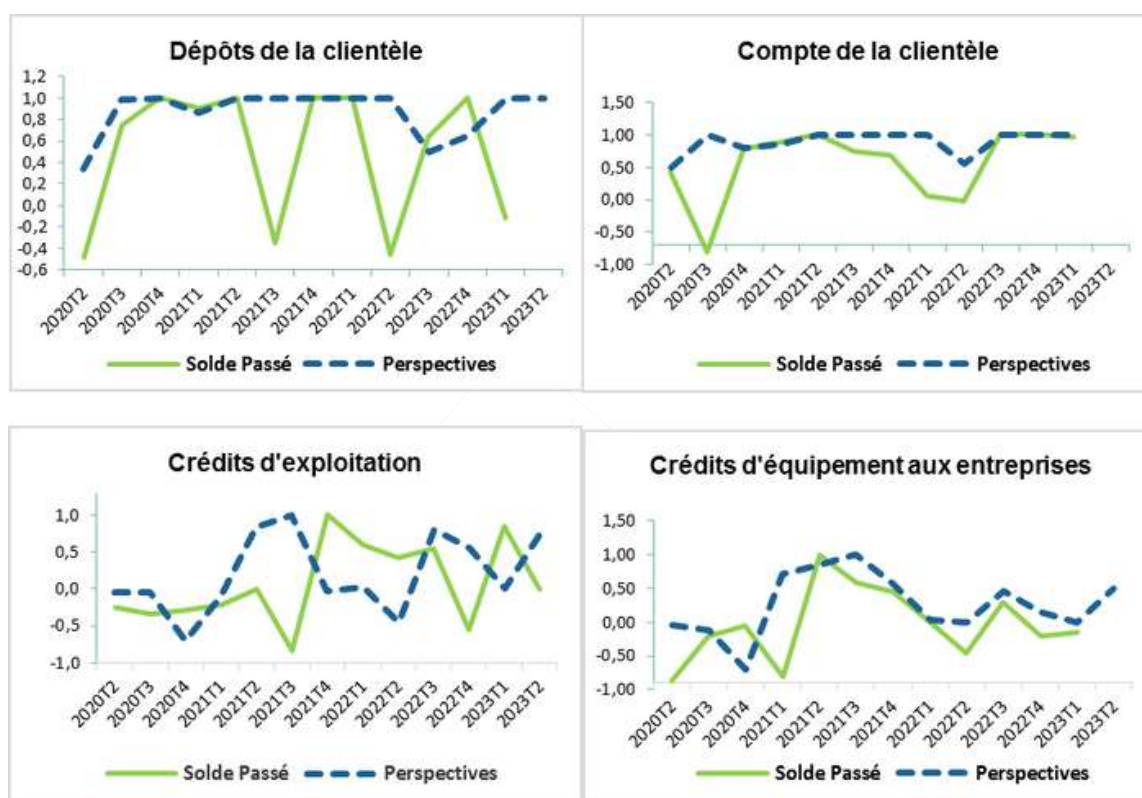 Dépôts de la clientèle
1,2
1,0
0,8
0,6
0,4
0,2
0,0
-0,2
-0,4
-0,6
2020T2
2020T3
2020T4
2021T1
2021T2
2021T3
2021T4
2022T1
2022T2
2022T3
2022T4
2023T1
2023T2
Solde Passé
Perspectives
Compte de la clientèle
1,50
1,00
0,50
0,00
-0,50
-1,00
2020T2
2020T3
2020T4
2021T1
2021T2
2021T3
2021T4
2022T1
2022T2
2022T3
2022T4
2023T1
2023T2
Solde Passé
Perspectives
Crédits d'exploitation
1,0
0,5
0,0
-0,5
-1,0
2020T2
2020T3
2020T4
2021T1
2021T2
2021T3
2021T4
2022T1
2022T2
2022T3
2022T4
2023T1
2023T2
Solde Passé
Perspectives
Crédits d'équipement aux entreprises
1,50
1,00
0,50
0,00
-0,50
-1,00
2020T2
2020T3
2020T4
2021T1
2021T2
2021T3
2021T4
2022T1
2022T2
2022T3
2022T4
2023T1
2023T2
Solde Passé
Perspectives